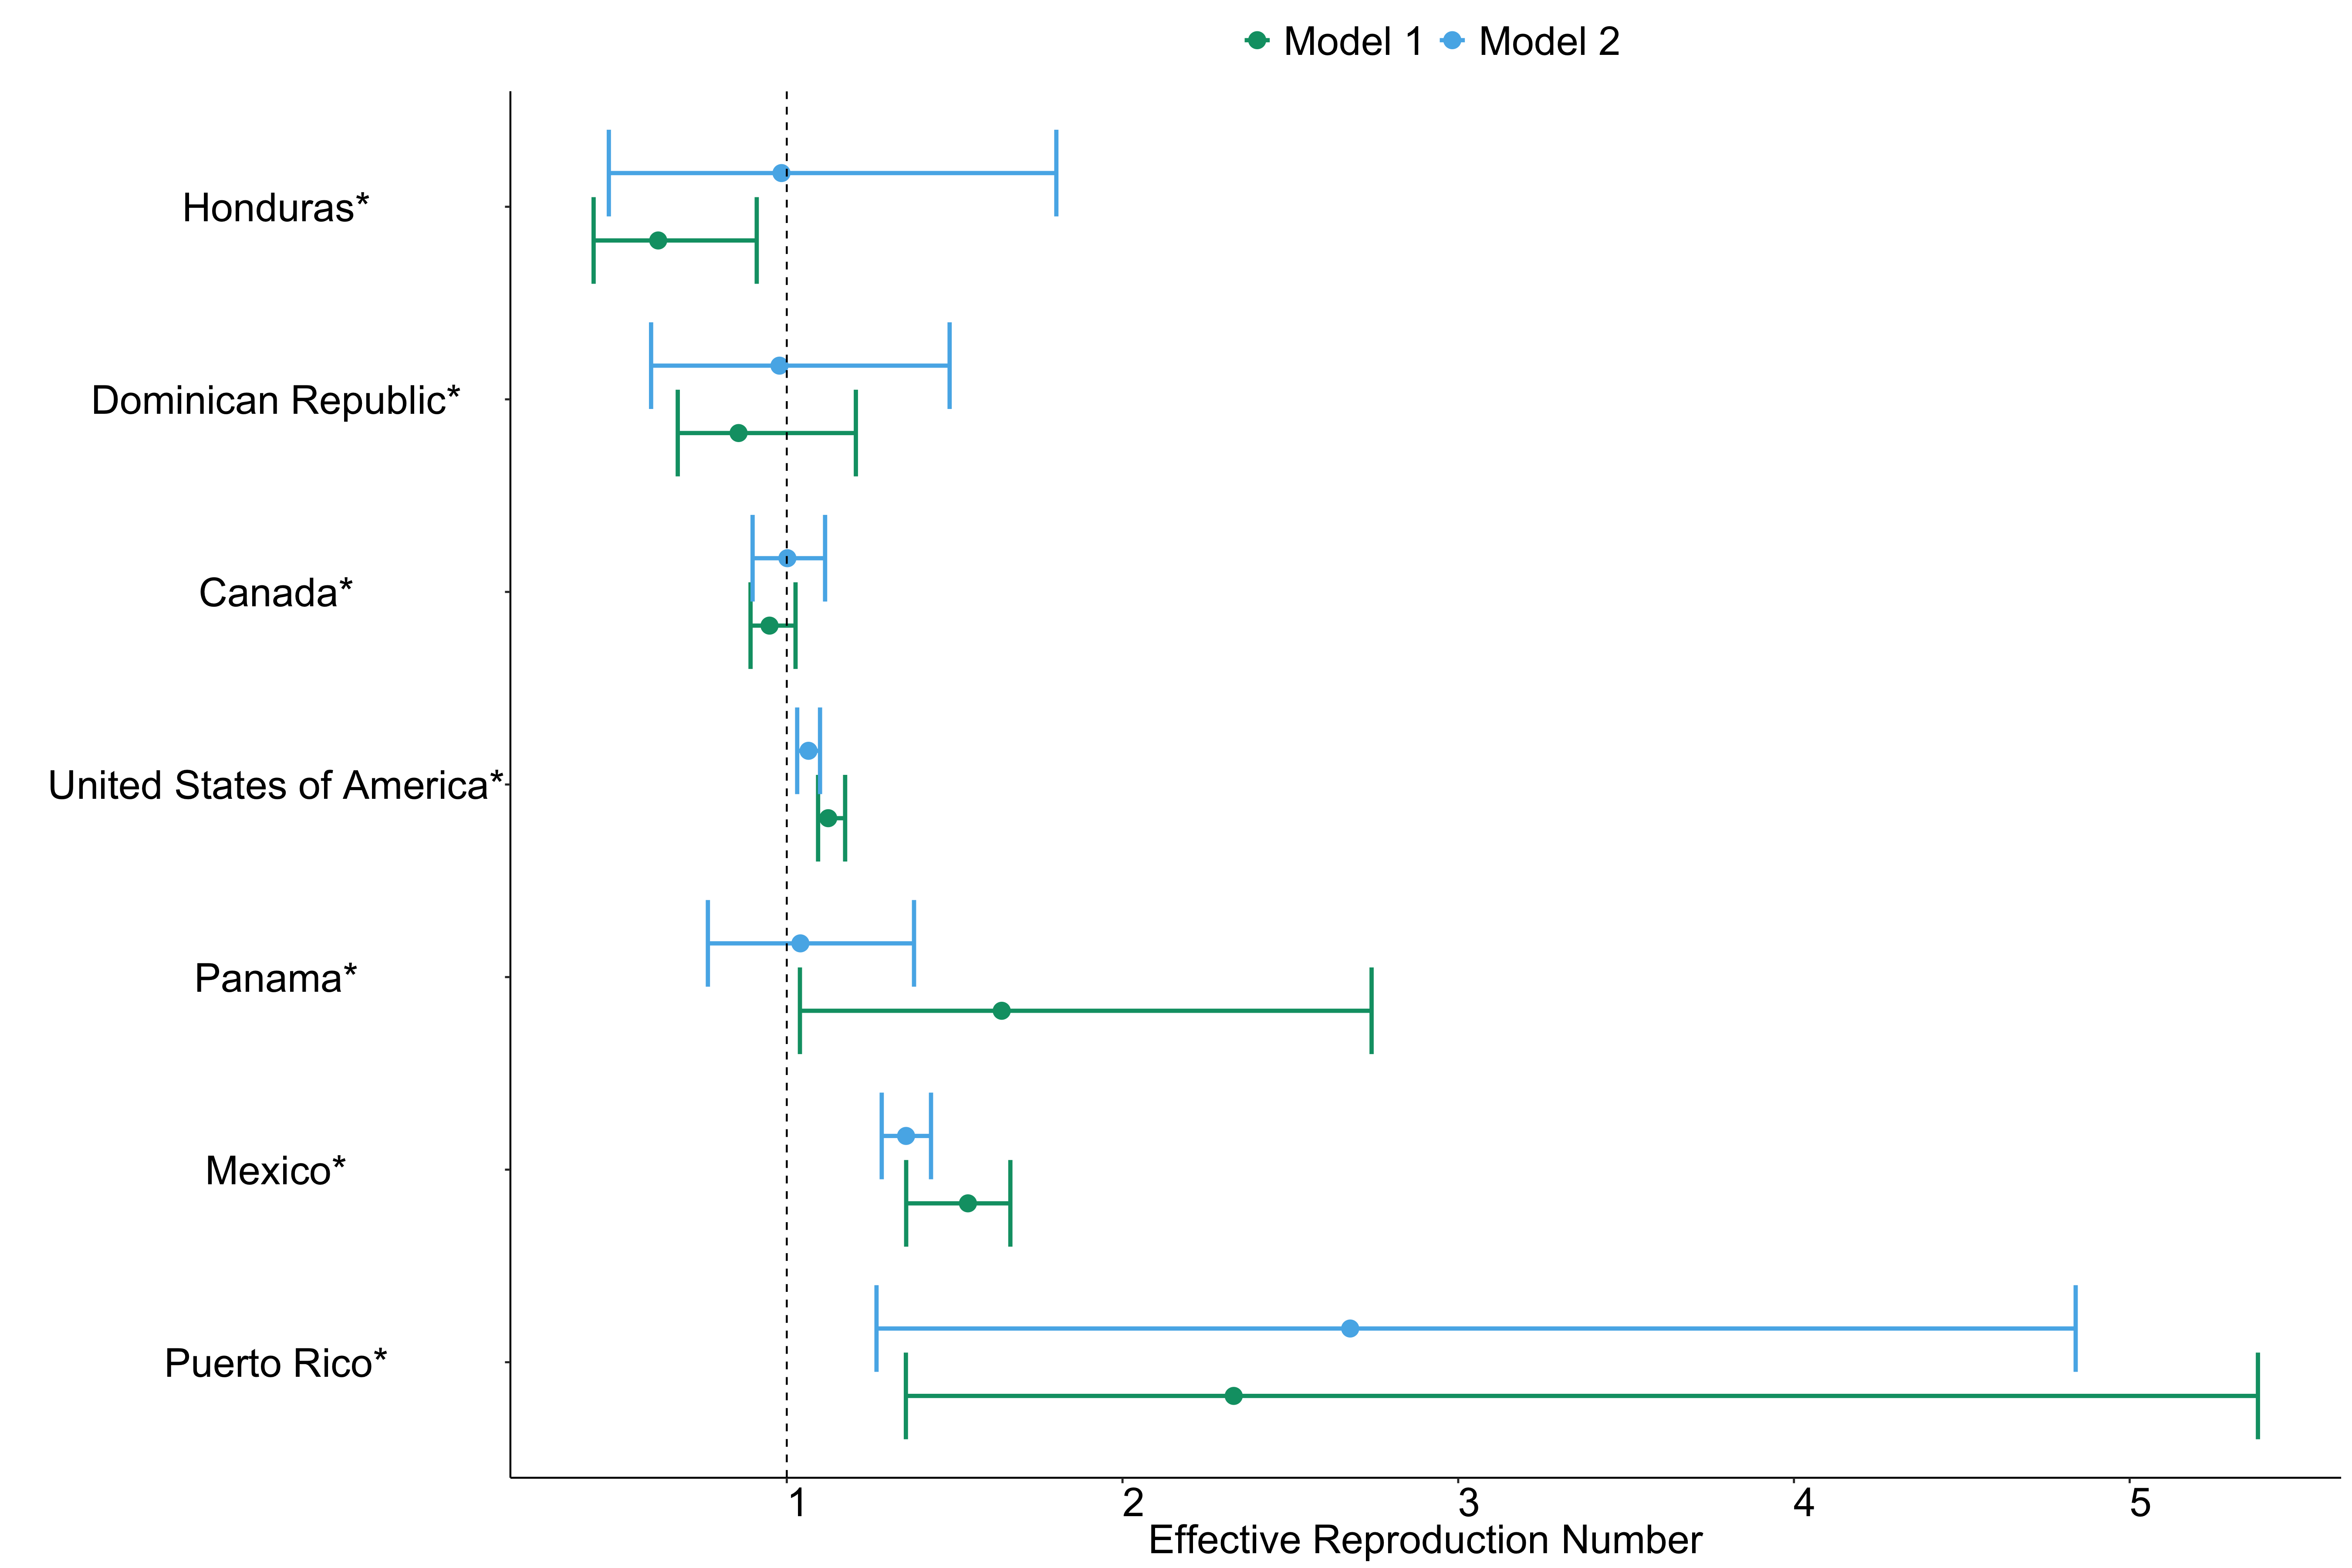 Model 1 Model 2
Honduras*
Dominican Republic*
Canada*
United States of America*
Panama*
Mexico*
Puerto Rico*
1 2 3 4 5
Effective Reproduction Number